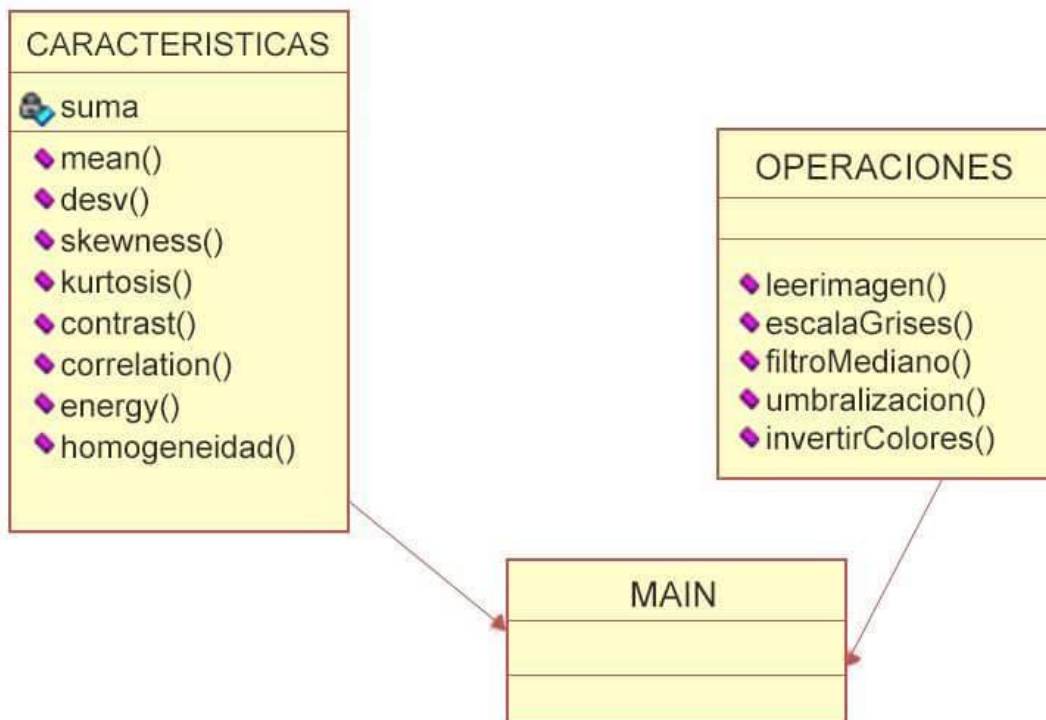 CARACTERISTICAS
suma
mean()
desv()
skewness()
kurtosis()
contrast()
correlation()
energy()
homogeneidad()
OPERACIONES
leerimagen()
escalaGrises()
filtroMediano()
umbralizacion()
invertirColores()
MAIN